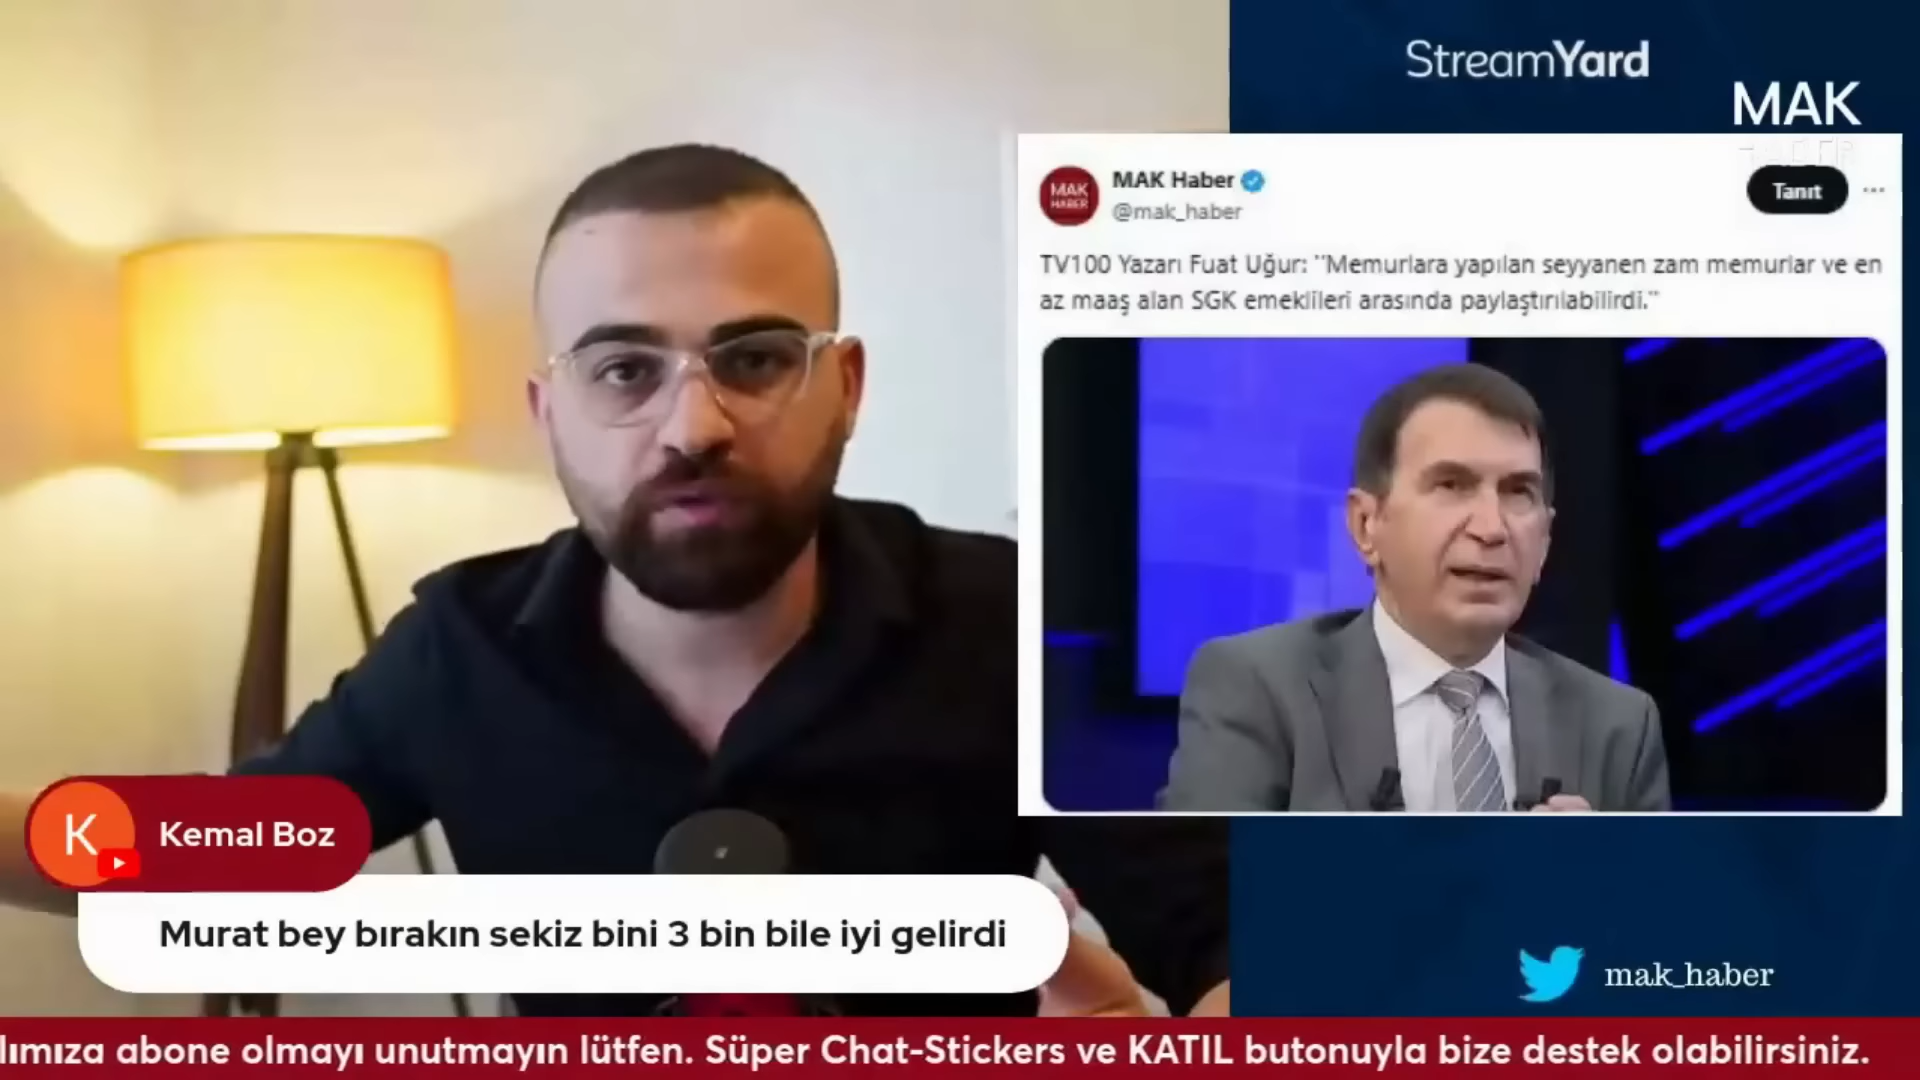 StreamYard
MAK
MAK HABER
MAK Haber
@mak_haber
Tanıt
TV100 Yazarı Fuat Uğur: "Memurlara yapılan seyyanen zam memurlar ve en
az maaş alan SGK emeklileri arasında paylaştırılabilirdi."
K
Kemal Boz
Murat bey bırakın sekiz bini 3 bin bile iyi gelirdi
mak_haber
lımıza abone olmayı unutmayın lütfen. Süper Chat-Stickers ve KATIL butonuyla bize destek olabilirsiniz.